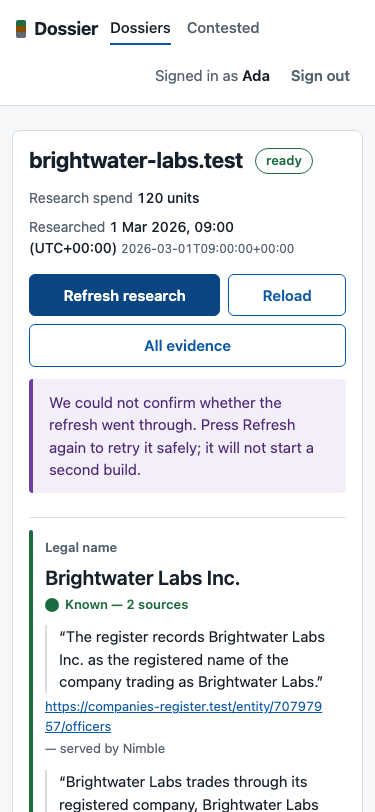 Dossier Dossiers Contested
Signed in as Ada Sign out
brightwater-labs.test ready
Research spend 120 units
Researched 1 Mar 2026, 09:00
(UTC+00:00) 2026-03-01T09:00:00+00:00
Refresh research Reload
All evidence
We could not confirm whether the
refresh went through. Press Refresh
again to retry it safely; it will not start a
second build.
Legal name
Brightwater Labs Inc.
Known — 2 sources
“The register records Brightwater Labs
Inc. as the registered name of the
company trading as Brightwater Labs.”
https://companies-register.test/entity/707979
57/officers
— served by Nimble
“Brightwater Labs trades through its
registered company, Brightwater Labs